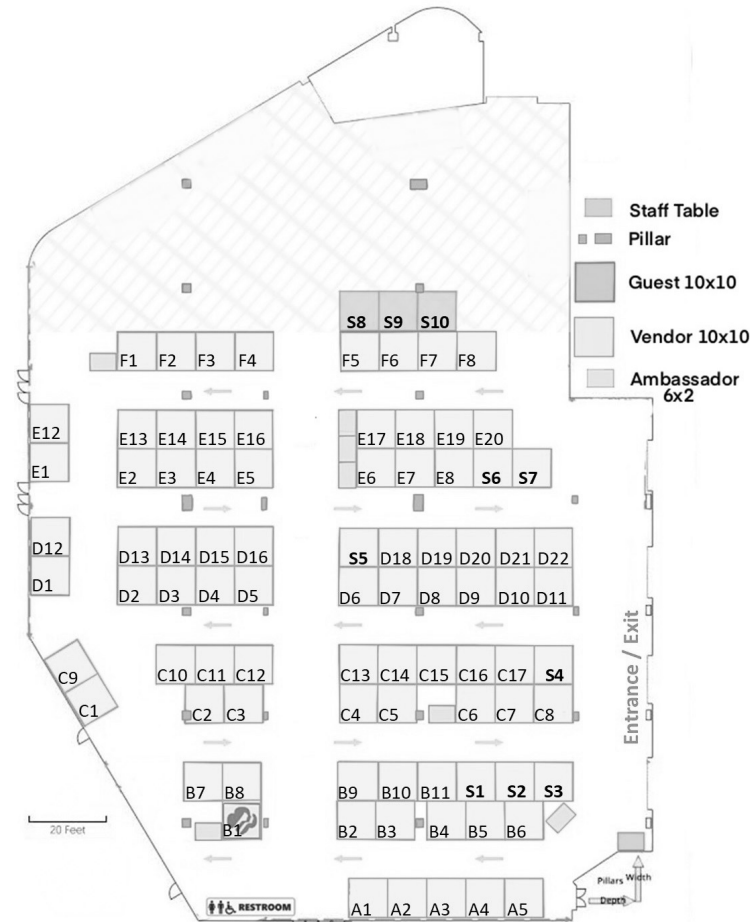 Staff Table
Pillar
Guest 10x10
Vendor 10x10
Ambassador
6x2
S8 S9 S10
F1 F2 F3 F4 F5 F6 F7 F8
E12 E13 E14 E15 E16 E17 E18 E19 E20
E1 E2 E3 E4 E5 E6 E7 E8 S6 S7
D12 D13 D14 D15 D16 S5 D18 D19 D20 D21 D22
D1 D2 D3 D4 D5 D6 D7 D8 D9 D10 D11
C9 C10 C11 C12 C13 C14 C15 C16 C17 S4
C1 C2 C3 C4 C5 C6 C7 C8
Entrance / Exit
B7 B8 B9 B10 B11 S1 S2 S3
B1 B2 B3 B4 B5 B6
20 Feet
A1 A2 A3 A4 A5
RESTROOM
Pillars Width
Depth